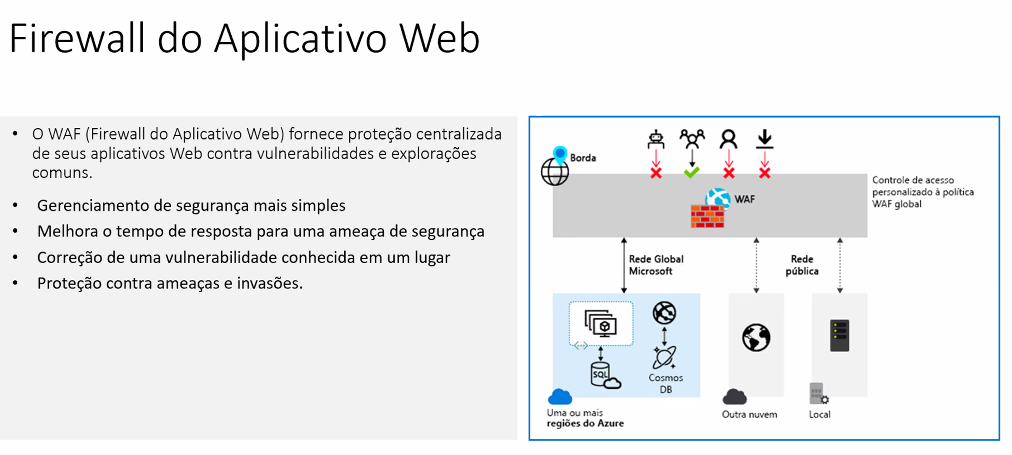 Firewall do Aplicativo Web
• O WAF (Firewall do Aplicativo Web) fornece proteção centralizada
de seus aplicativos Web contra vulnerabilidades e explorações
comuns.
• Gerenciamento de segurança mais simples
• Melhora o tempo de resposta para uma ameaça de segurança
• Correção de uma vulnerabilidade conhecida em um lugar
• Proteção contra ameaças e invasões.
Borda
WAF
Controle de acesso
personalizado à política
WAF global
Rede Global
Microsoft
Rede
pública
SQL
Cosmos
DB
Uma ou mais
regiões do Azure
Outra nuvem
Local